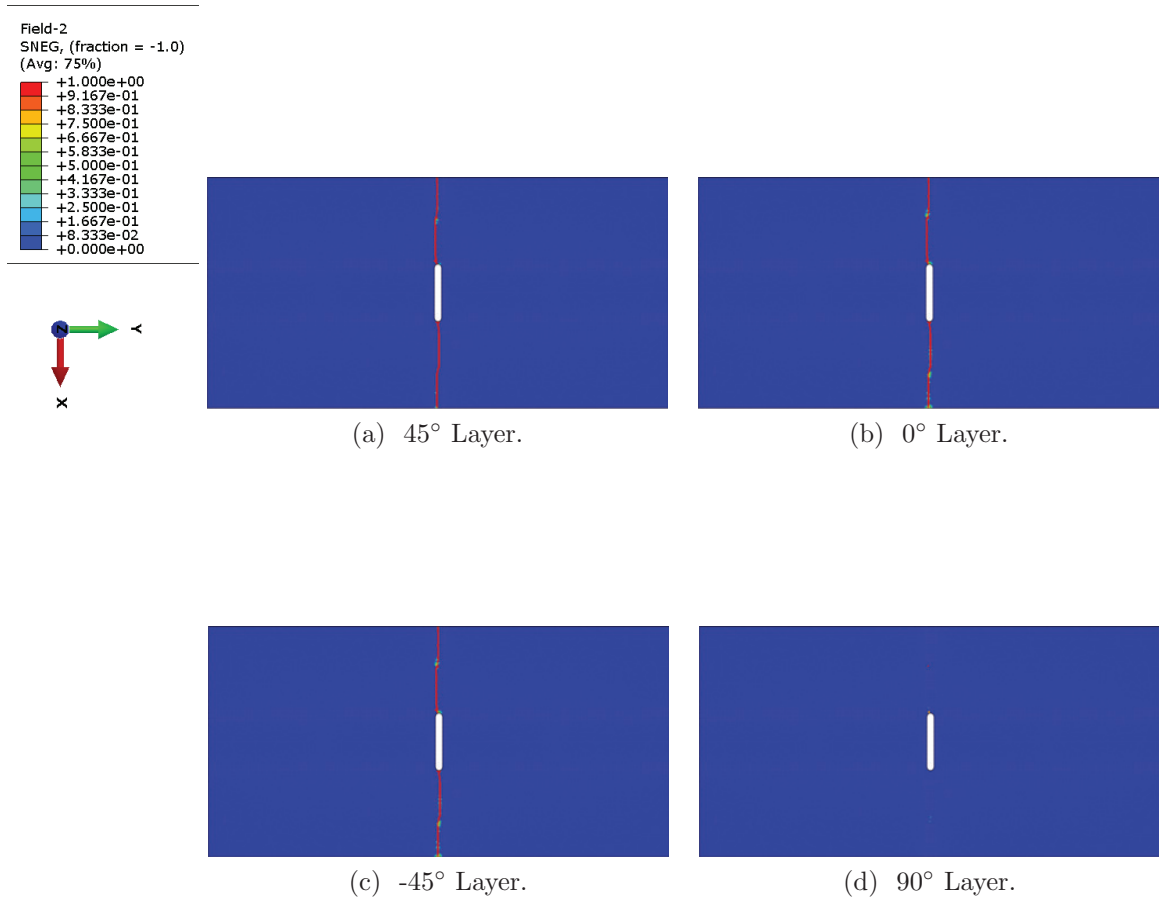 Field-2
SNEG, (fraction = -1.0)
(Avg: 75%)
+1.000e+00
+9.167e-01
+8.333e-01
+7.500e-01
+6.667e-01
+5.833e-01
+5.000e-01
+4.167e-01
+3.333e-01
+2.500e-01
+1.667e-01
+8.333e-02
+0.000e+00
Z
Y
X
(a) 45° Layer.
(b) 0° Layer.
(c) -45° Layer.
(d) 90° Layer.